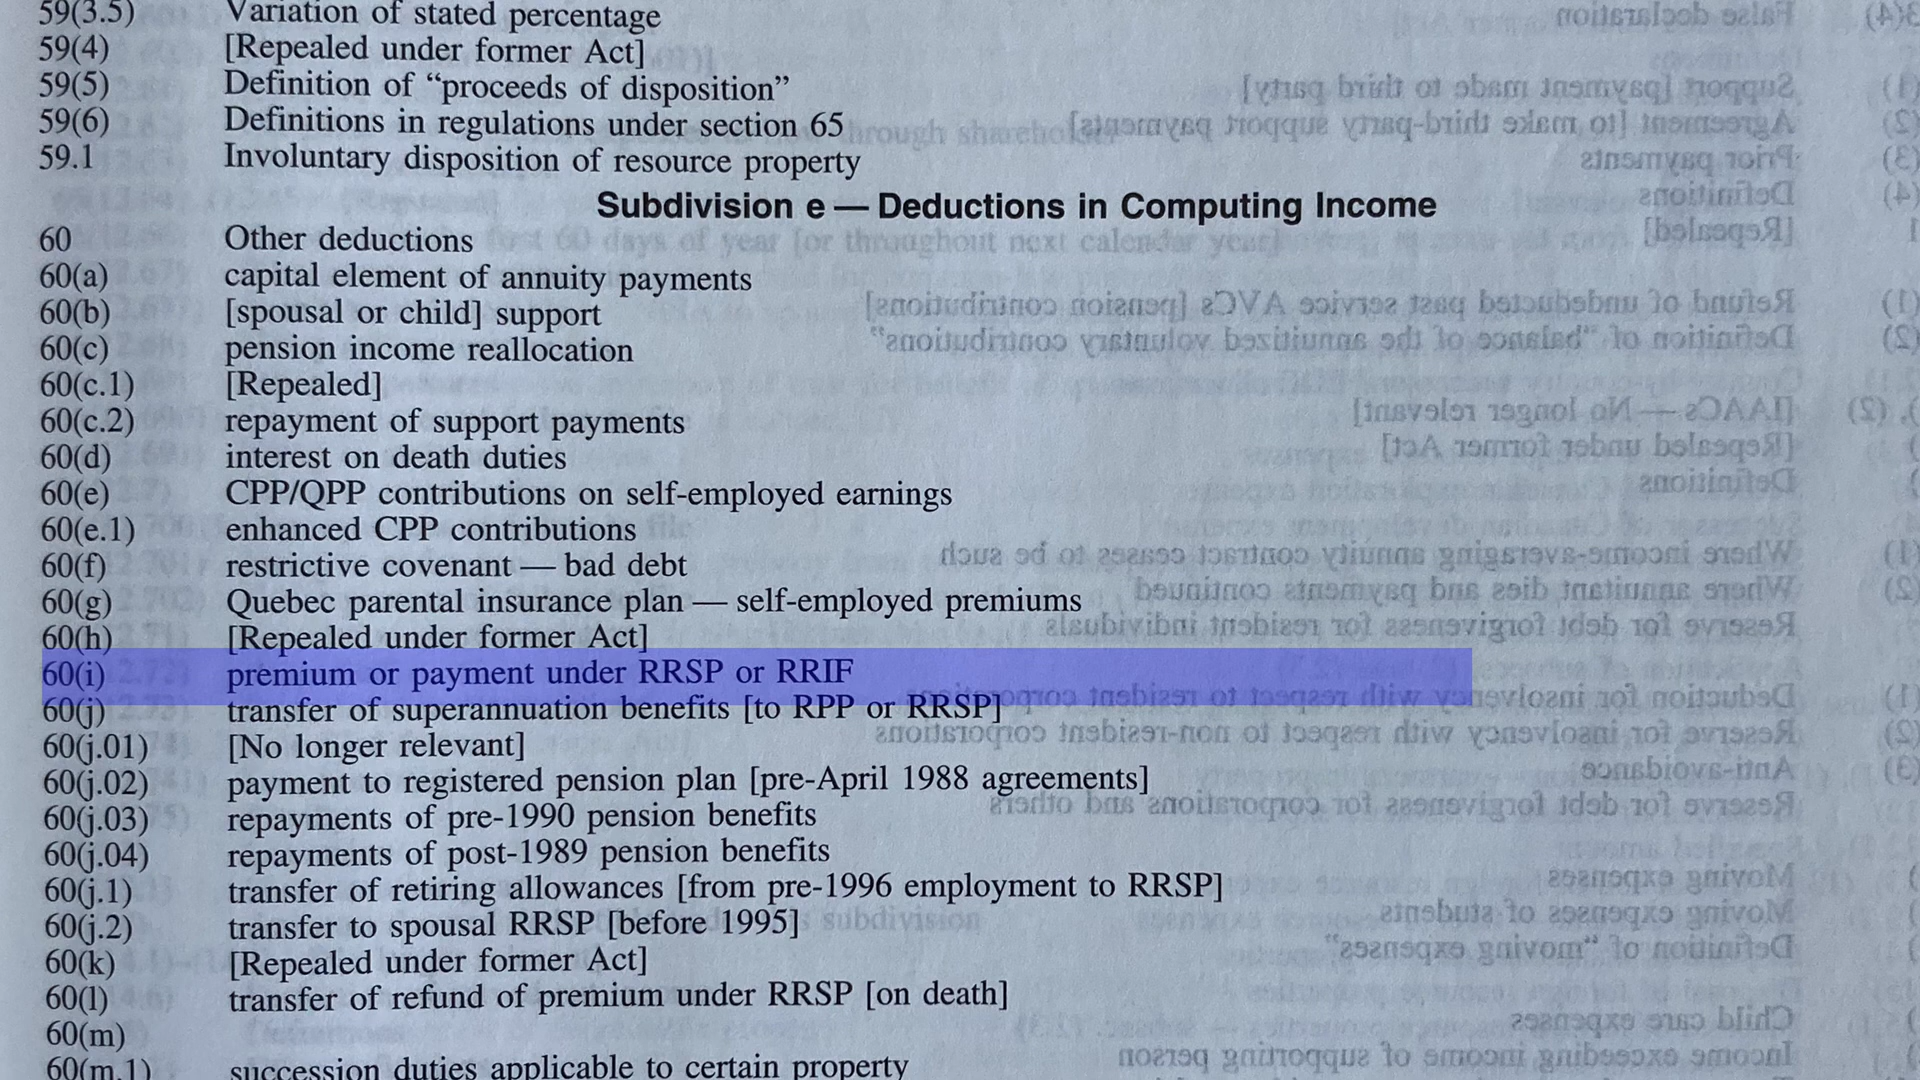 59(3.5) Variation of stated percentage
59(4) [Repealed under former Act]
59(5) Definition of “proceeds of disposition”
59(6) Definitions in regulations under section 65
59.1 Involuntary disposition of resource property
Subdivision e — Deductions in Computing Income
60 Other deductions
60(a) capital element of annuity payments
60(b) [spousal or child] support
60(c) pension income reallocation
60(c.1) [Repealed]
60(c.2) repayment of support payments
60(d) interest on death duties
60(e) CPP/QPP contributions on self-employed earnings
60(e.1) enhanced CPP contributions
60(f) restrictive covenant — bad debt
60(g) Quebec parental insurance plan — self-employed premiums
60(h) [Repealed under former Act]
60(i) premium or payment under RRSP or RRIF
60(j) transfer of superannuation benefits [to RPP or RRSP]
60(j.01) [No longer relevant]
60(j.02) payment to registered pension plan [pre-April 1988 agreements]
60(j.03) repayments of pre-1990 pension benefits
60(j.04) repayments of post-1989 pension benefits
60(j.1) transfer of retiring allowances [from pre-1996 employment to RRSP]
60(j.2) transfer to spousal RRSP [before 1995]
60(k) [Repealed under former Act]
60(l) transfer of refund of premium under RRSP [on death]
60(m)
60(m.1) succession duties applicable to certain property